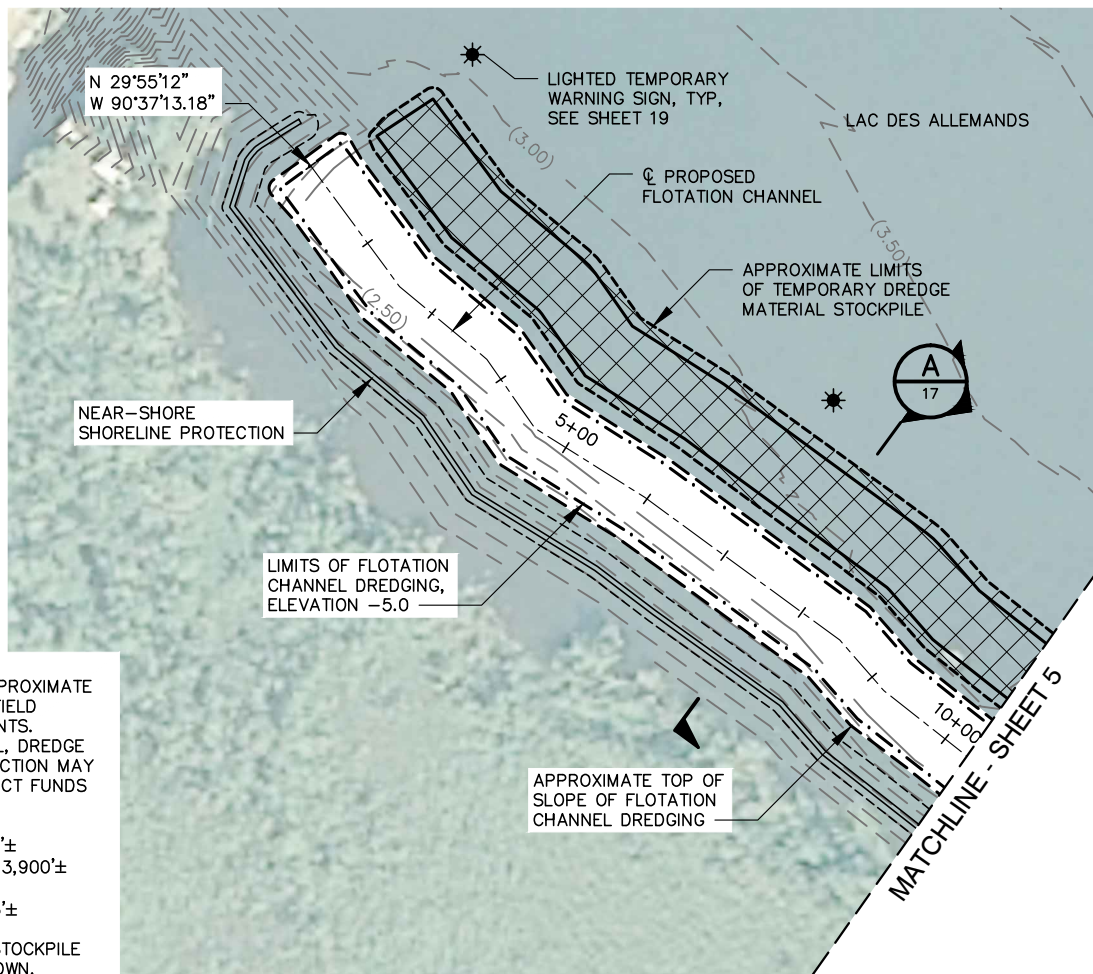 N 29°55'12"
W 90°37'13.18"
LIGHTED TEMPORARY
WARNING SIGN, TYP,
SEE SHEET 19
LAC DES ALLEMANDS
(3.00)
℄ PROPOSED
FLOTATION CHANNEL
(3.50)
APPROXIMATE LIMITS
OF TEMPORARY DREDGE
MATERIAL STOCKPILE
(2.50)
A
17
NEAR-SHORE
SHORELINE PROTECTION
5+00
LIMITS OF FLOTATION
CHANNEL DREDGING,
ELEVATION -5.0
10+00
MATCHLINE - SHEET 5
APPROXIMATE TOP OF
SLOPE OF FLOTATION
CHANNEL DREDGING
PROXIMATE
FIELD
NTS.
L, DREDGE
ECTION MAY
CT FUNDS
'±
3,900'±
'±
STOCKPILE
OWN.